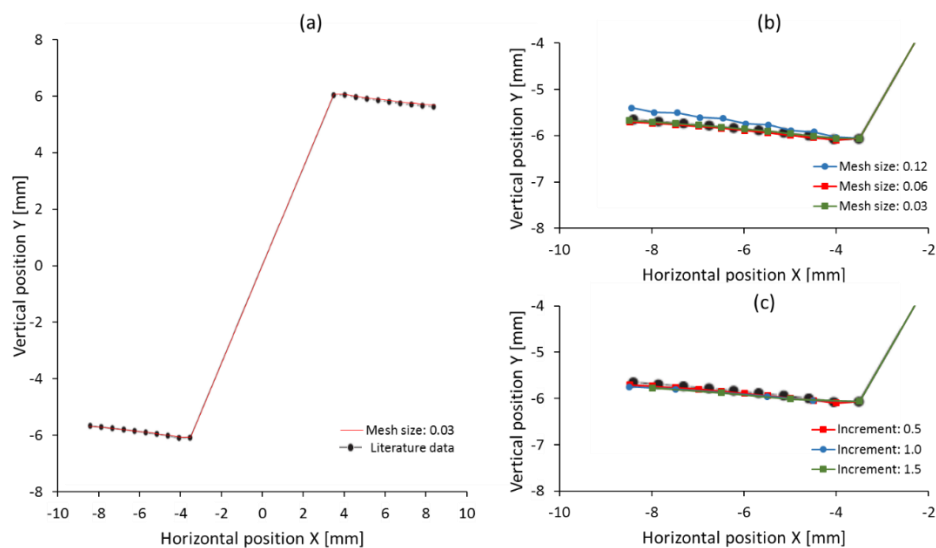 (a)
8
6
4
2
0
-2
-4
-6
-8
Vertical position Y [mm]
-10
-8
-6
-4
-2
0
2
4
6
8
10
Horizontal position X [mm]
Mesh size: 0.03
Literature data
(b)
-4
-5
-6
-7
-8
Vertical position Y [mm]
-10
-8
-6
-4
-2
Horizontal position X [mm]
Mesh size: 0.12
Mesh size: 0.06
Mesh size: 0.03
(c)
-4
-5
-6
-7
-8
Vertical position Y [mm]
-10
-8
-6
-4
-2
Horizontal position X [mm]
Increment: 0.5
Increment: 1.0
Increment: 1.5